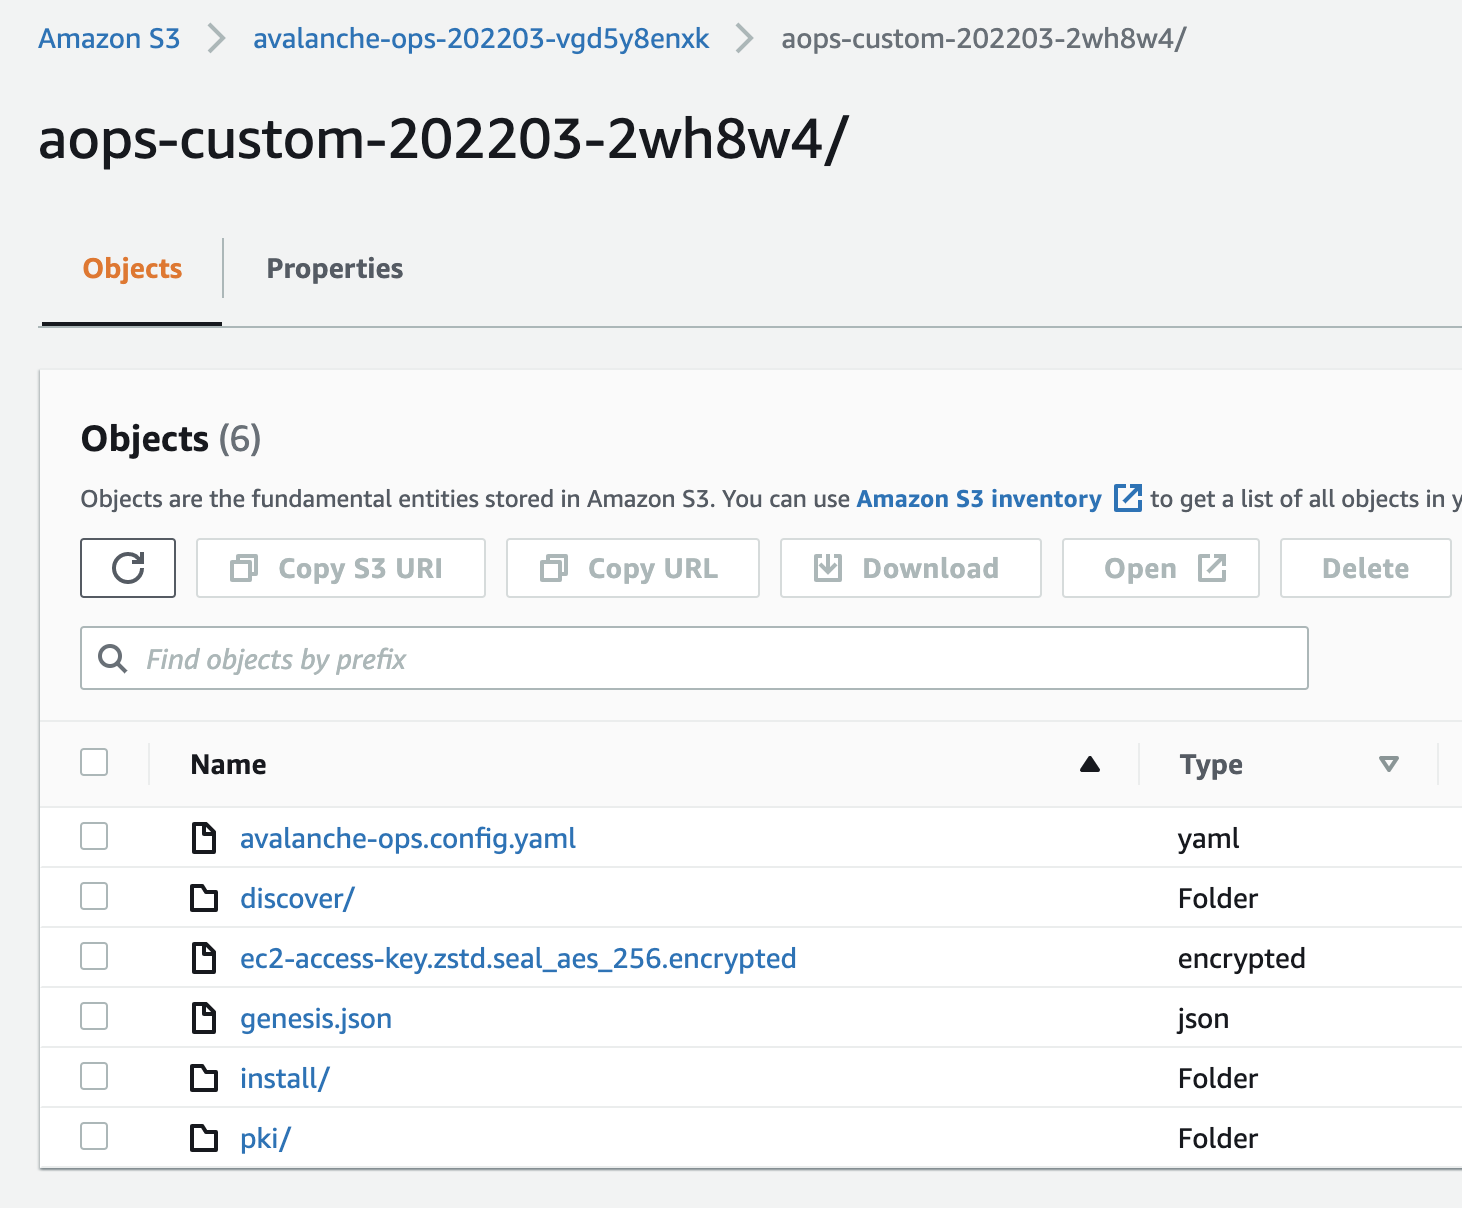 Amazon S3 avalanche-ops-202203-vgd5y8enxk aops-custom-202203-2wh8w4/
aops-custom-202203-2wh8w4/
Objects Properties
Objects (6)
Objects are the fundamental entities stored in Amazon S3. You can use Amazon S3 inventory to get a list of all objects in y
Copy S3 URI Copy URL Download Open Delete
Find objects by prefix
Name Type
avalanche-ops.config.yaml yaml
discover/ Folder
ec2-access-key.zstd.seal_aes_256.encrypted encrypted
genesis.json json
install/ Folder
pki/ Folder